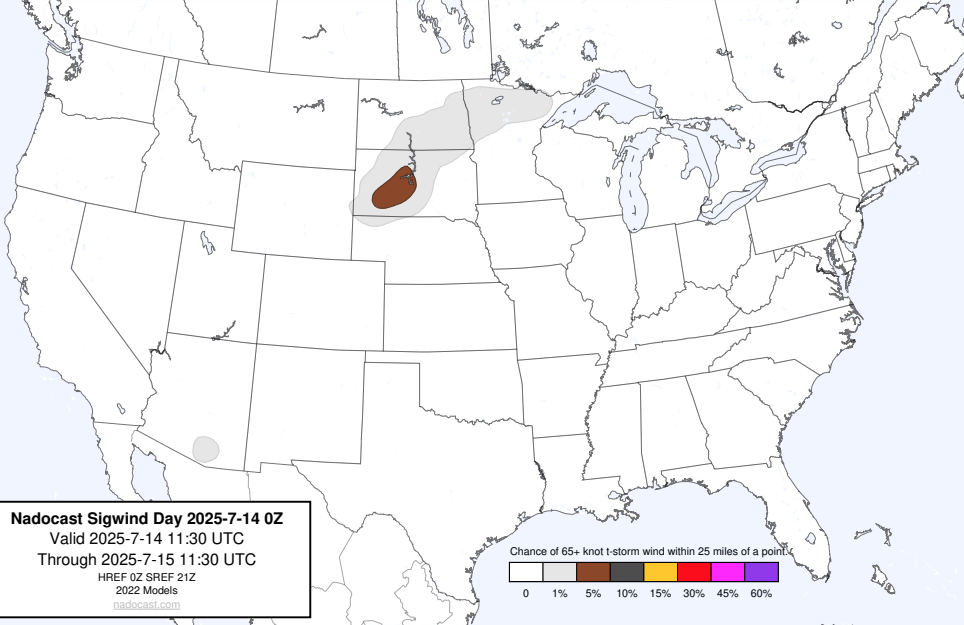 Nadocast Sigwind Day 2025-7-14 0Z
Valid 2025-7-14 11:30 UTC
Through 2025-7-15 11:30 UTC
HREF 0Z SREF 21Z
2022 Models
nadocast.com
Chance of 65+ knot t-storm wind within 25 miles of a point.
0 1% 5% 10% 15% 30% 45% 60%